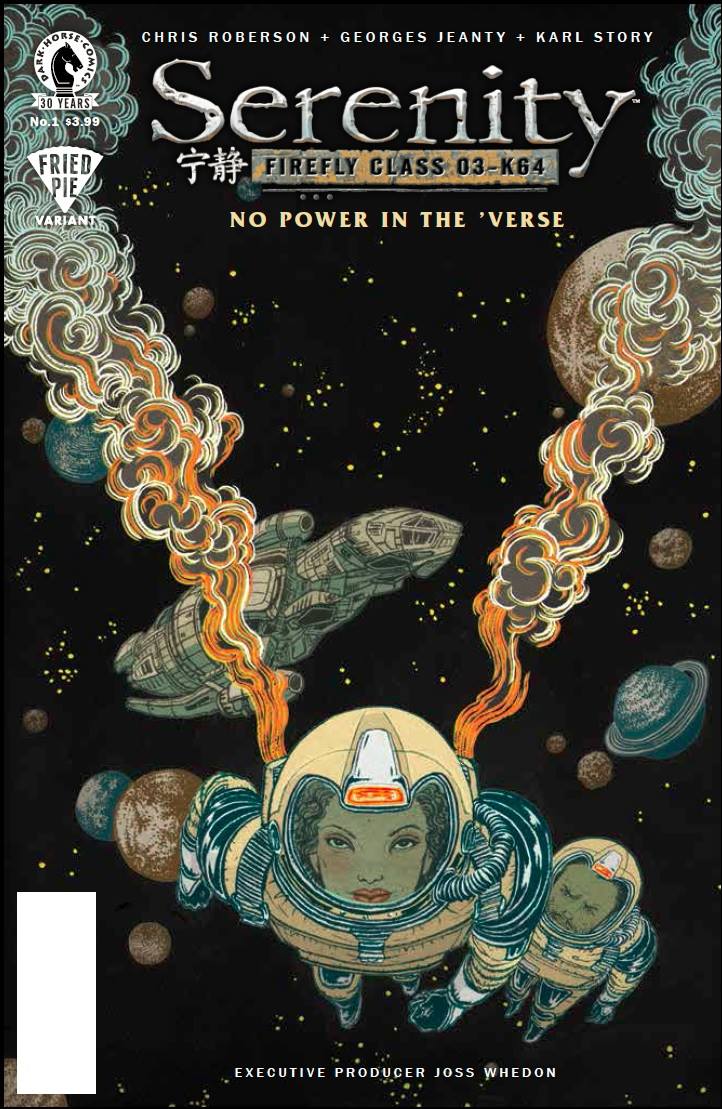 CHRIS ROBERSON + GEORGES JEANTY + KARL STORY
DARK·HORSE·COMICS
30 YEARS
No.1 $3.99
Serenity™
宁静 FIREFLY CLASS 03-K64
FRIED
PIE
VARIANT
NO POWER IN THE 'VERSE
EXECUTIVE PRODUCER JOSS WHEDON